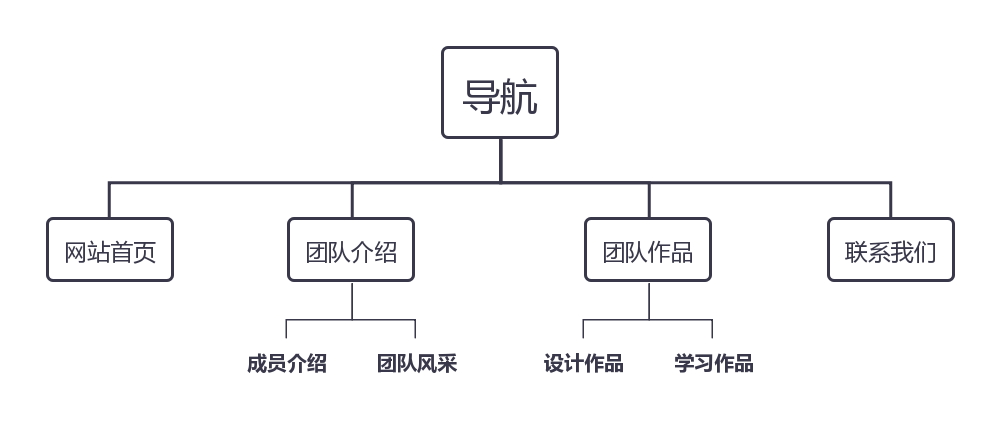 导航
网站首页
团队介绍
团队作品
联系我们
成员介绍
团队风采
设计作品
学习作品